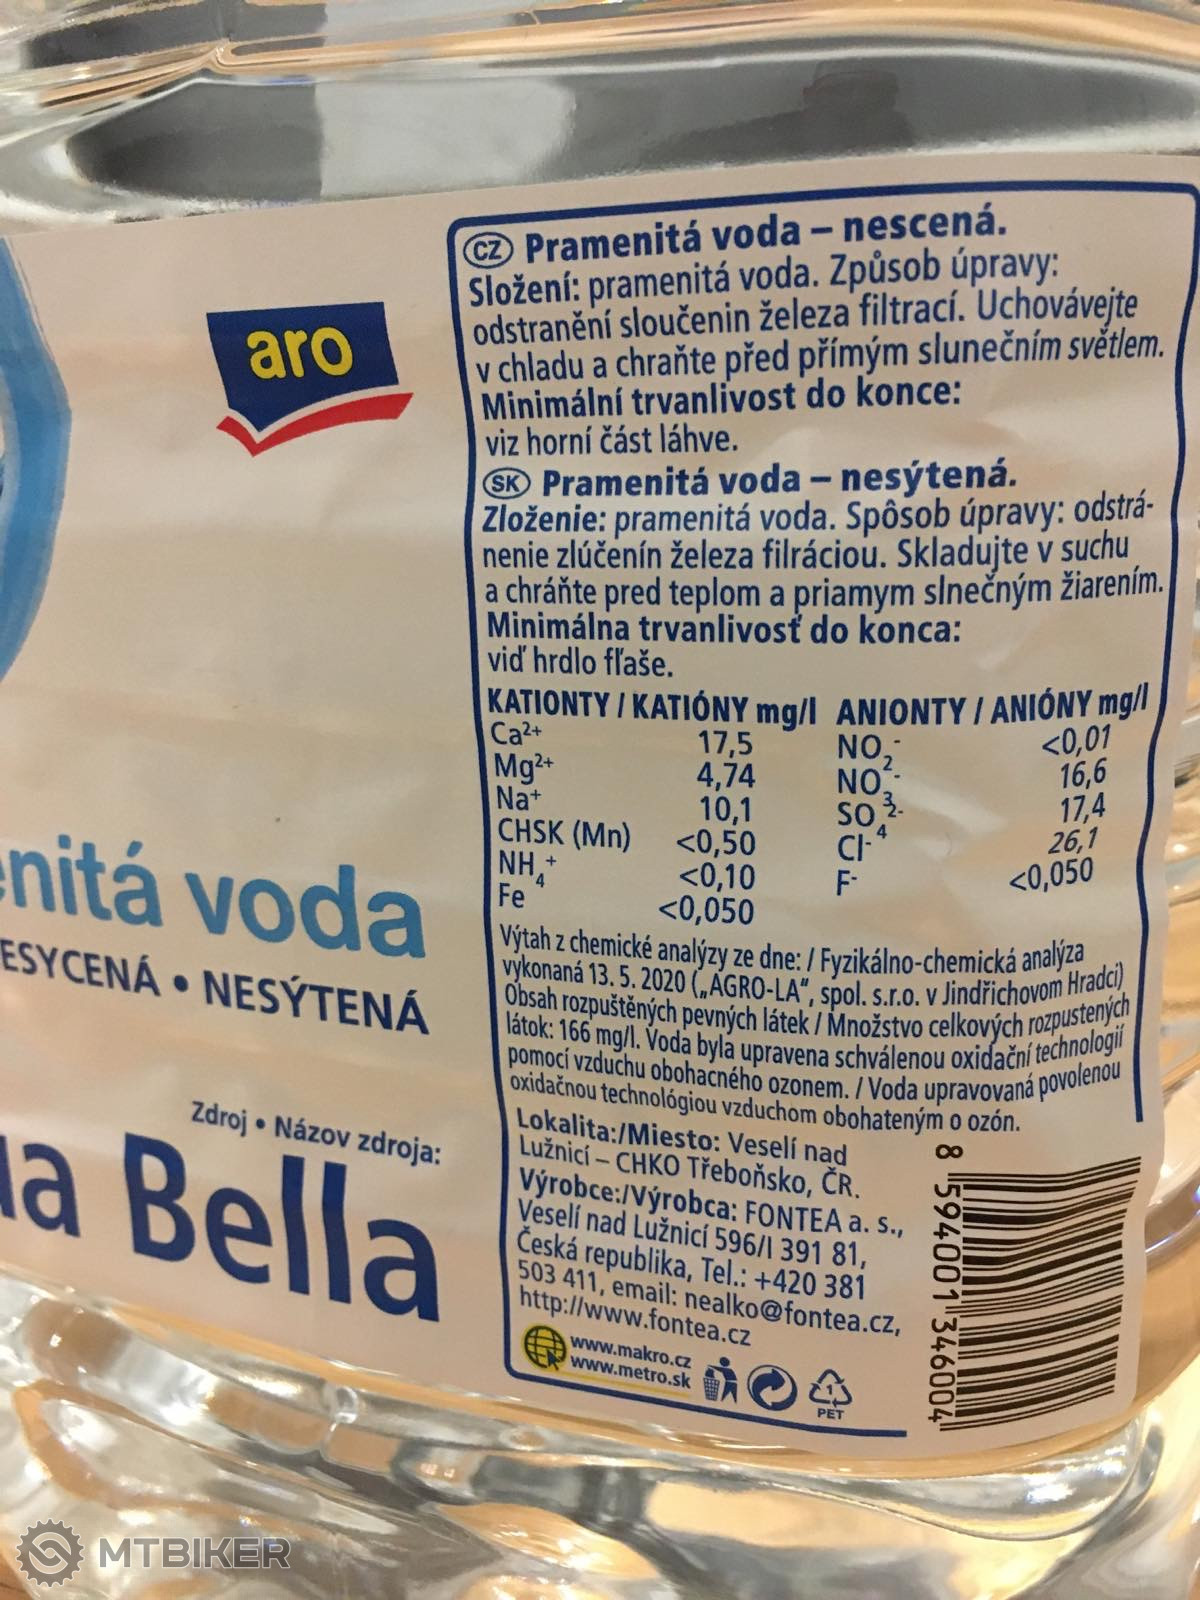 aro
CZ Pramenitá voda – nescená.
Složení: pramenitá voda. Způsob úpravy:
odstranění sloučenin železa filtrací. Uchovávejte
v chladu a chraňte před přímým slunečním světlem.
Minimální trvanlivost do konce:
viz horní část láhve.
SK Pramenitá voda – nesýtená.
Zloženie: pramenitá voda. Spôsob úpravy: odstrá-
nenie zlúčenín železa filráciou. Skladujte v suchu
a chráňte pred teplom a priamym slnečným žiarením.
Minimálna trvanlivosť do konca:
viď hrdlo fľaše.
KATIONTY / KATIÓNY mg/l ANIONTY / ANIÓNY mg/l
Ca²⁺ 17,5 NO₂⁻ <0,01
Mg²⁺ 4,74 NO₃⁻ 16,6
Na⁺ 10,1 SO₄²⁻ 17,4
CHSK (Mn) <0,50 Cl⁻ 26,1
NH₄⁺ <0,10 F⁻ <0,050
Fe <0,050
Výtah z chemické analýzy ze dne: / Fyzikálno-chemická analýza
vykonaná 13. 5. 2020 („AGRO-LA“, spol. s.r.o. v Jindřichovom Hradci)
Obsah rozpuštěných pevných látek / Množstvo celkových rozpustených
látok: 166 mg/l. Voda byla upravena schválenou oxidační technologií
pomocí vzduchu obohacného ozonem. / Voda upravovaná povolenou
oxidačnou technológiou vzduchom obohateným o ozón.
Lokalita:/Miesto: Veselí nad
Lužnicí – CHKO Třeboňsko, ČR.
Výrobce:/Výrobca: FONTEA a. s.,
Veselí nad Lužnicí 596/I 391 81,
Česká republika, Tel.: +420 381
503 411, email: nealko@fontea.cz,
http://www.fontea.cz
www.makro.cz
www.metro.sk
1
PET
8 594001 346004
enitá voda
ESYCENÁ • NESÝTENÁ
Zdroj • Názov zdroja:
ua Bella
MTBIKER